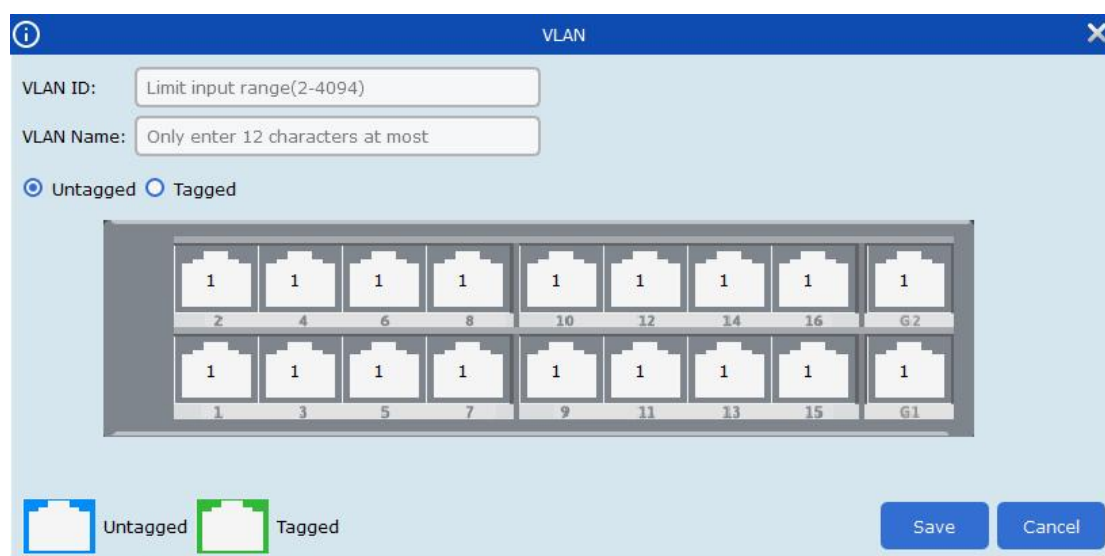 VLAN
VLAN ID: Limit input range(2-4094)
VLAN Name: Only enter 12 characters at most
Untagged Tagged
1 1 1 1 1 1 1 1 1
2 4 6 8 10 12 14 16 G2
1 1 1 1 1 1 1 1 1
1 3 5 7 9 11 13 15 G1
Untagged Tagged Save Cancel